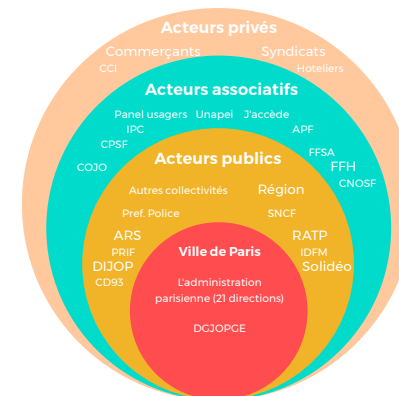 Acteurs privés
Commerçants Syndicats
CCI Hoteliers
Acteurs associatifs
Panel usagers Unapei J'accède
IPC APF
CPSF FFSA
COJO FFH
CNOSF
Acteurs publics
Autres collectivités Région
Pref. Police SNCF
ARS RATP
PRIF IDFM
DIJOP Solidéo
CD93
Ville de Paris
L'administration
parisienne (21 directions)
DGJOPGE